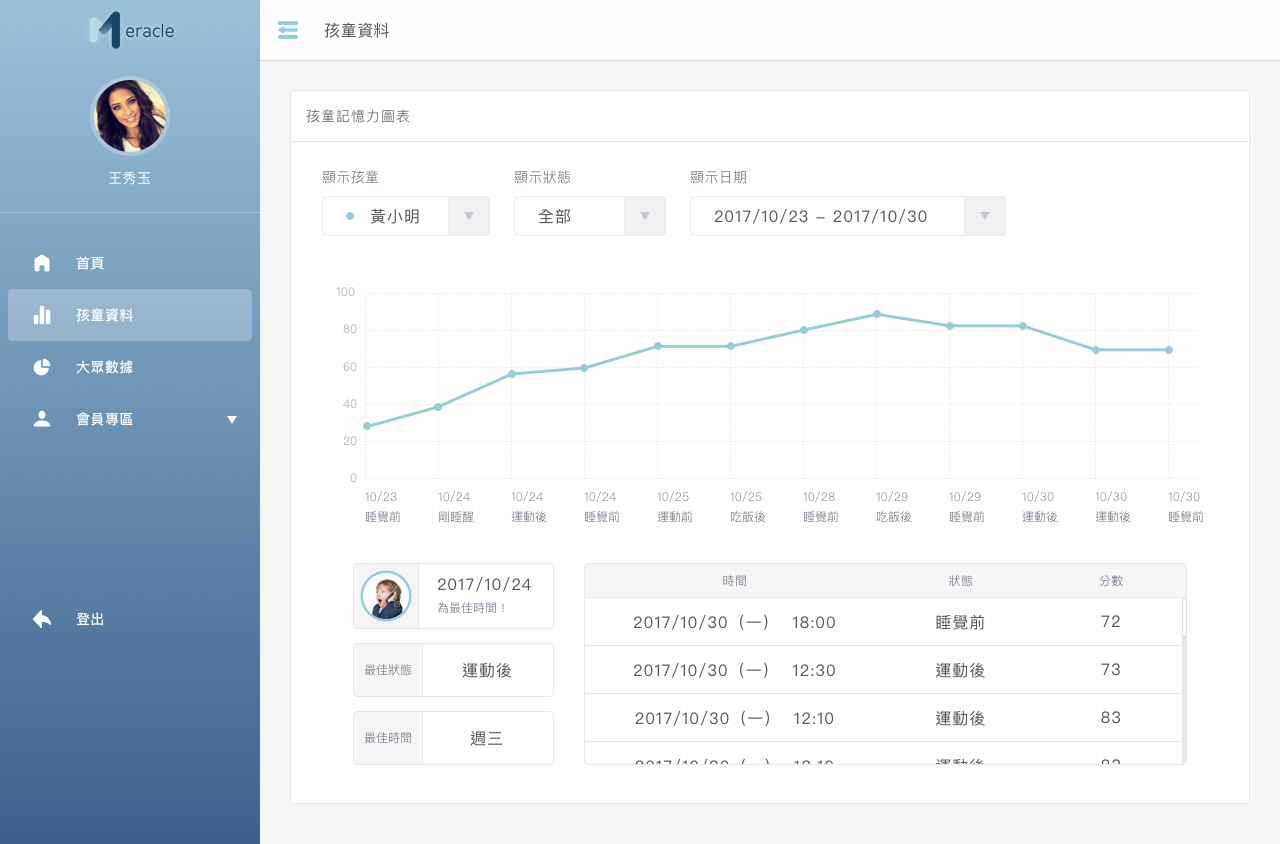 Meracle
王秀玉
首頁
孩童資料
大眾數據
會員專區
登出
孩童資料
孩童記憶力圖表
顯示孩童
顯示狀態
顯示日期
黃小明
全部
2017/10/23 – 2017/10/30
100
80
60
40
20
0
10/23 10/24 10/24 10/24 10/25 10/25 10/28 10/29 10/29 10/30 10/30 10/30
睡覺前 剛睡醒 運動後 睡覺前 運動前 吃飯後 睡覺前 吃飯後 睡覺前 運動後 運動後 睡覺前
2017/10/24
為最佳時間！
最佳狀態 運動後
最佳時間 週三
時間 狀態 分數
2017/10/30（一） 18:00 睡覺前 72
2017/10/30（一） 12:30 運動後 73
2017/10/30（一） 12:10 運動後 83